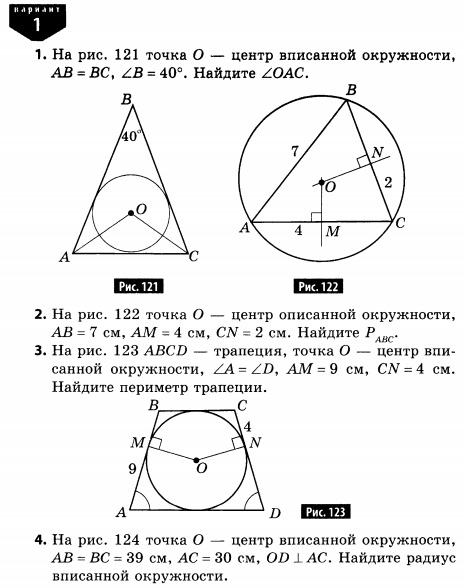 вариант
1
1. На рис. 121 точка O — центр вписанной окружности,
AB = BC, ∠B = 40°. Найдите ∠OAC.
B
40°
O
A
C
Рис. 121
B
7
N
O
2
A
4
M
C
Рис. 122
2. На рис. 122 точка O — центр описанной окружности,
AB = 7 см, AM = 4 см, CN = 2 см. Найдите P_ABC.
3. На рис. 123 ABCD — трапеция, точка O — центр впи-
санной окружности, ∠A = ∠D, AM = 9 см, CN = 4 см.
Найдите периметр трапеции.
B
C
4
M
N
9
O
A
D
Рис. 123
4. На рис. 124 точка O — центр вписанной окружности,
AB = BC = 39 см, AC = 30 см, OD ⊥ AC. Найдите радиус
вписанной окружности.